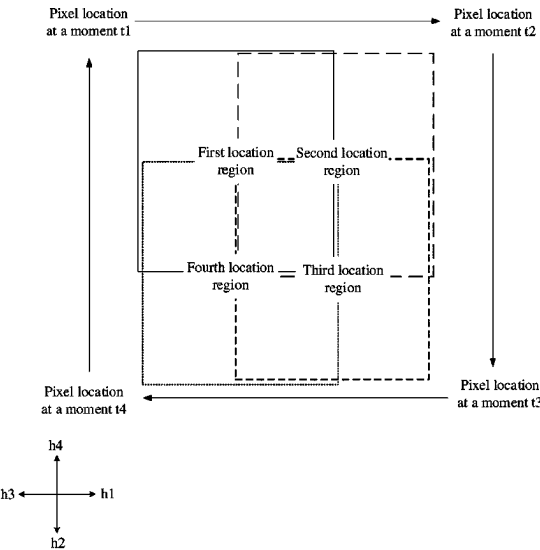 Pixel location
at a moment t1
Pixel location
at a moment t2
First location
region
Second location
region
Fourth location
region
Third location
region
Pixel location
at a moment t4
Pixel location
at a moment t3
h4
h3
h1
h2